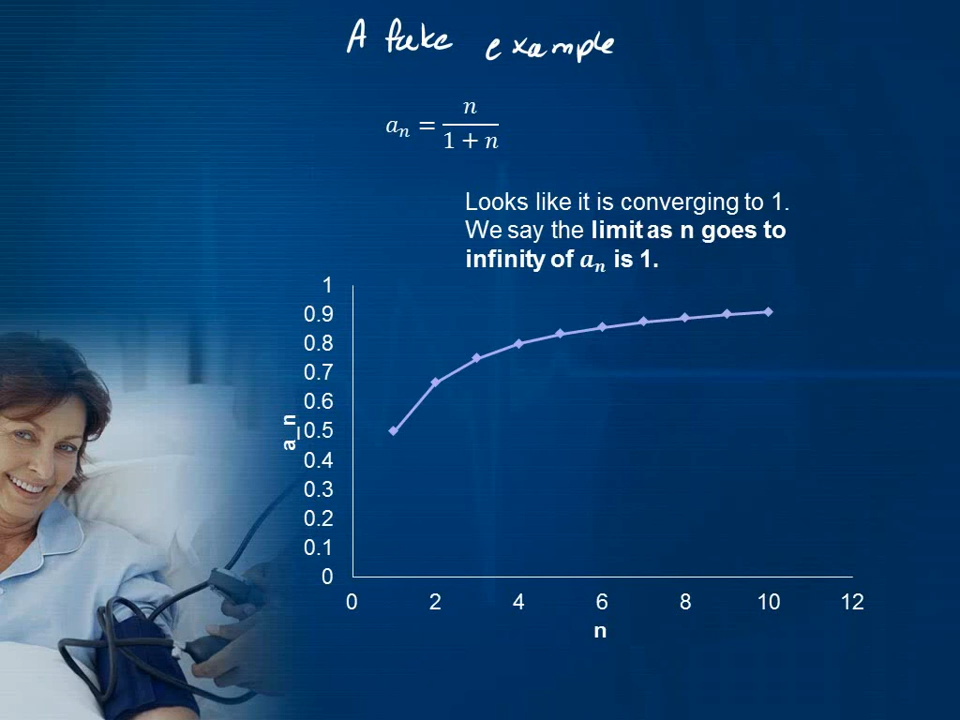 A fake example
aₙ = n / (1 + n)
Looks like it is converging to 1.
We say the limit as n goes to
infinity of aₙ is 1.
1
0.9
0.8
0.7
0.6
0.5
0.4
0.3
0.2
0.1
0
a_n
0 2 4 6 8 10 12
n